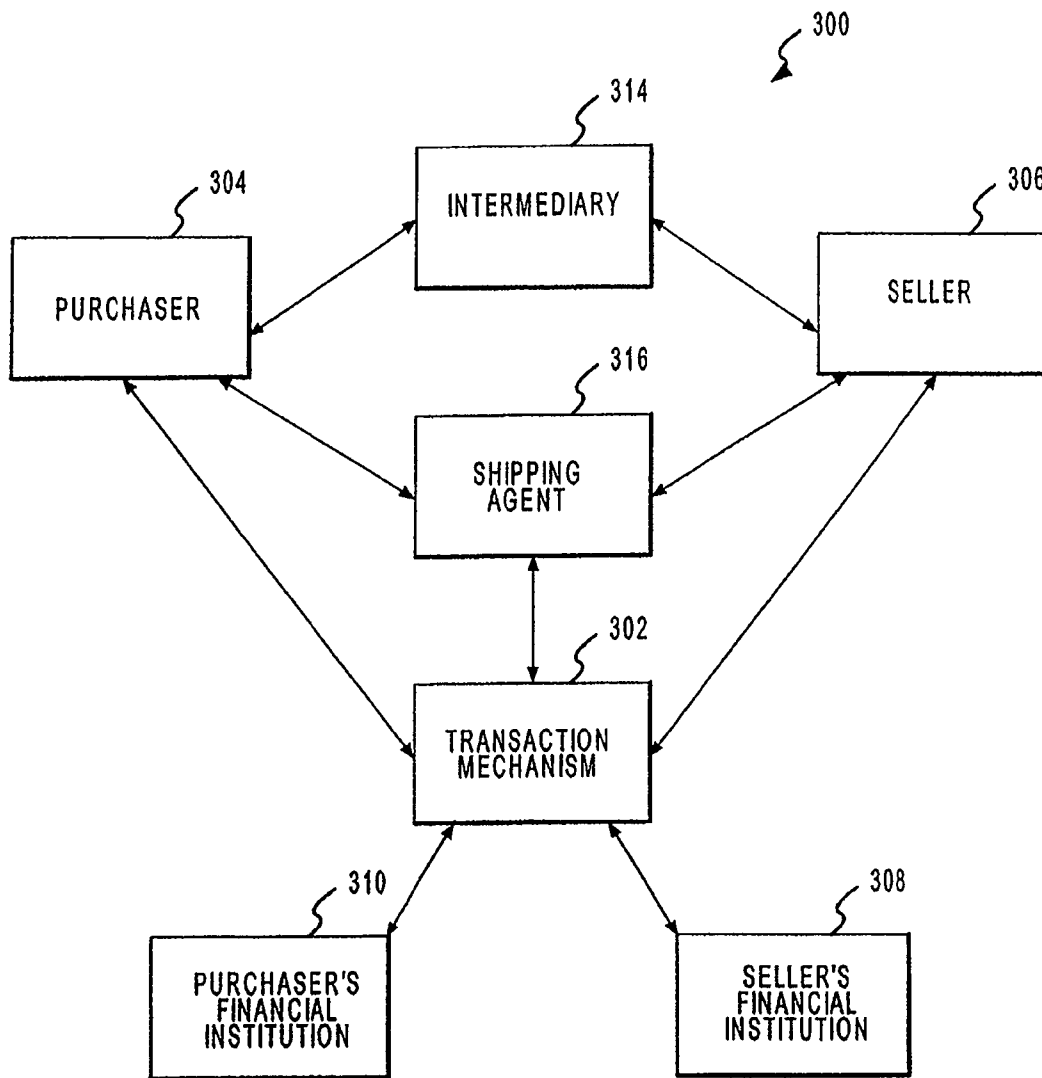 300
314
INTERMEDIARY
304
PURCHASER
306
SELLER
316
SHIPPING
AGENT
302
TRANSACTION
MECHANISM
310
PURCHASER'S
FINANCIAL
INSTITUTION
308
SELLER'S
FINANCIAL
INSTITUTION